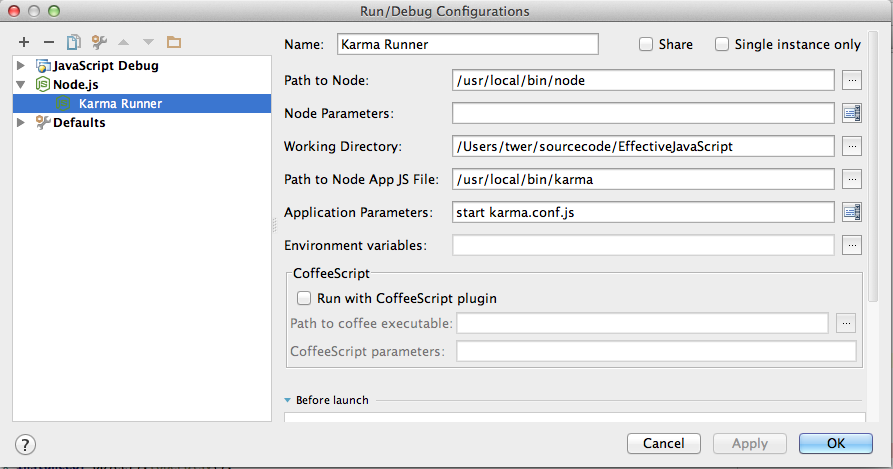 Run/Debug Configurations
Name: Karma Runner Share Single instance only
JavaScript Debug
Node.js
Karma Runner
Defaults
Path to Node: /usr/local/bin/node ...
Node Parameters:
Working Directory: /Users/twer/sourcecode/EffectiveJavaScript ...
Path to Node App JS File: /usr/local/bin/karma ...
Application Parameters: start karma.conf.js
Environment variables: ...
CoffeeScript
Run with CoffeeScript plugin
Path to coffee executable: ...
CoffeeScript parameters:
Before launch
? Cancel Apply OK